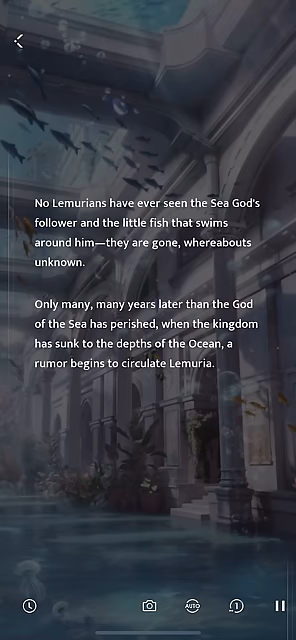 No Lemurians have ever seen the Sea God's
follower and the little fish that swims
around him—they are gone, whereabouts
unknown.
Only many, many years later than the God
of the Sea has perished, when the kingdom
has sunk to the depths of the Ocean, a
rumor begins to circulate Lemuria.
AUTO
1